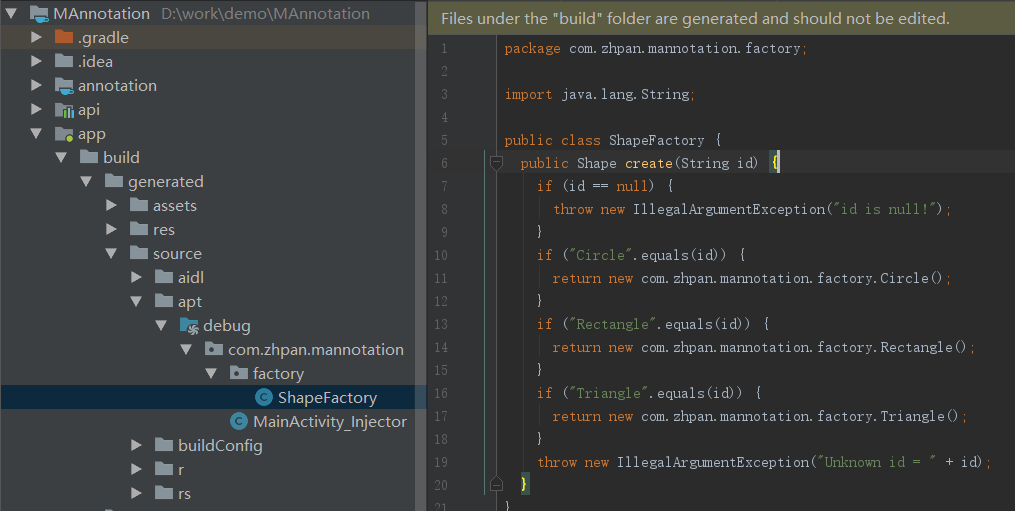 MAnnotation D:\work\demo\MAnnotation
.gradle
.idea
annotation
api
app
build
generated
assets
res
source
aidl
apt
debug
com.zhpan.mannotation
factory
ShapeFactory
MainActivity_Injector
buildConfig
r
rs
Files under the "build" folder are generated and should not be edited.
1 package com.zhpan.mannotation.factory;
2
3 import java.lang.String;
4
5 public class ShapeFactory {
6 public Shape create(String id) {
7 if (id == null) {
8 throw new IllegalArgumentException("id is null!");
9 }
10 if ("Circle".equals(id)) {
11 return new com.zhpan.mannotation.factory.Circle();
12 }
13 if ("Rectangle".equals(id)) {
14 return new com.zhpan.mannotation.factory.Rectangle();
15 }
16 if ("Triangle".equals(id)) {
17 return new com.zhpan.mannotation.factory.Triangle();
18 }
19 throw new IllegalArgumentException("Unknown id = " + id);
20 }
21 }